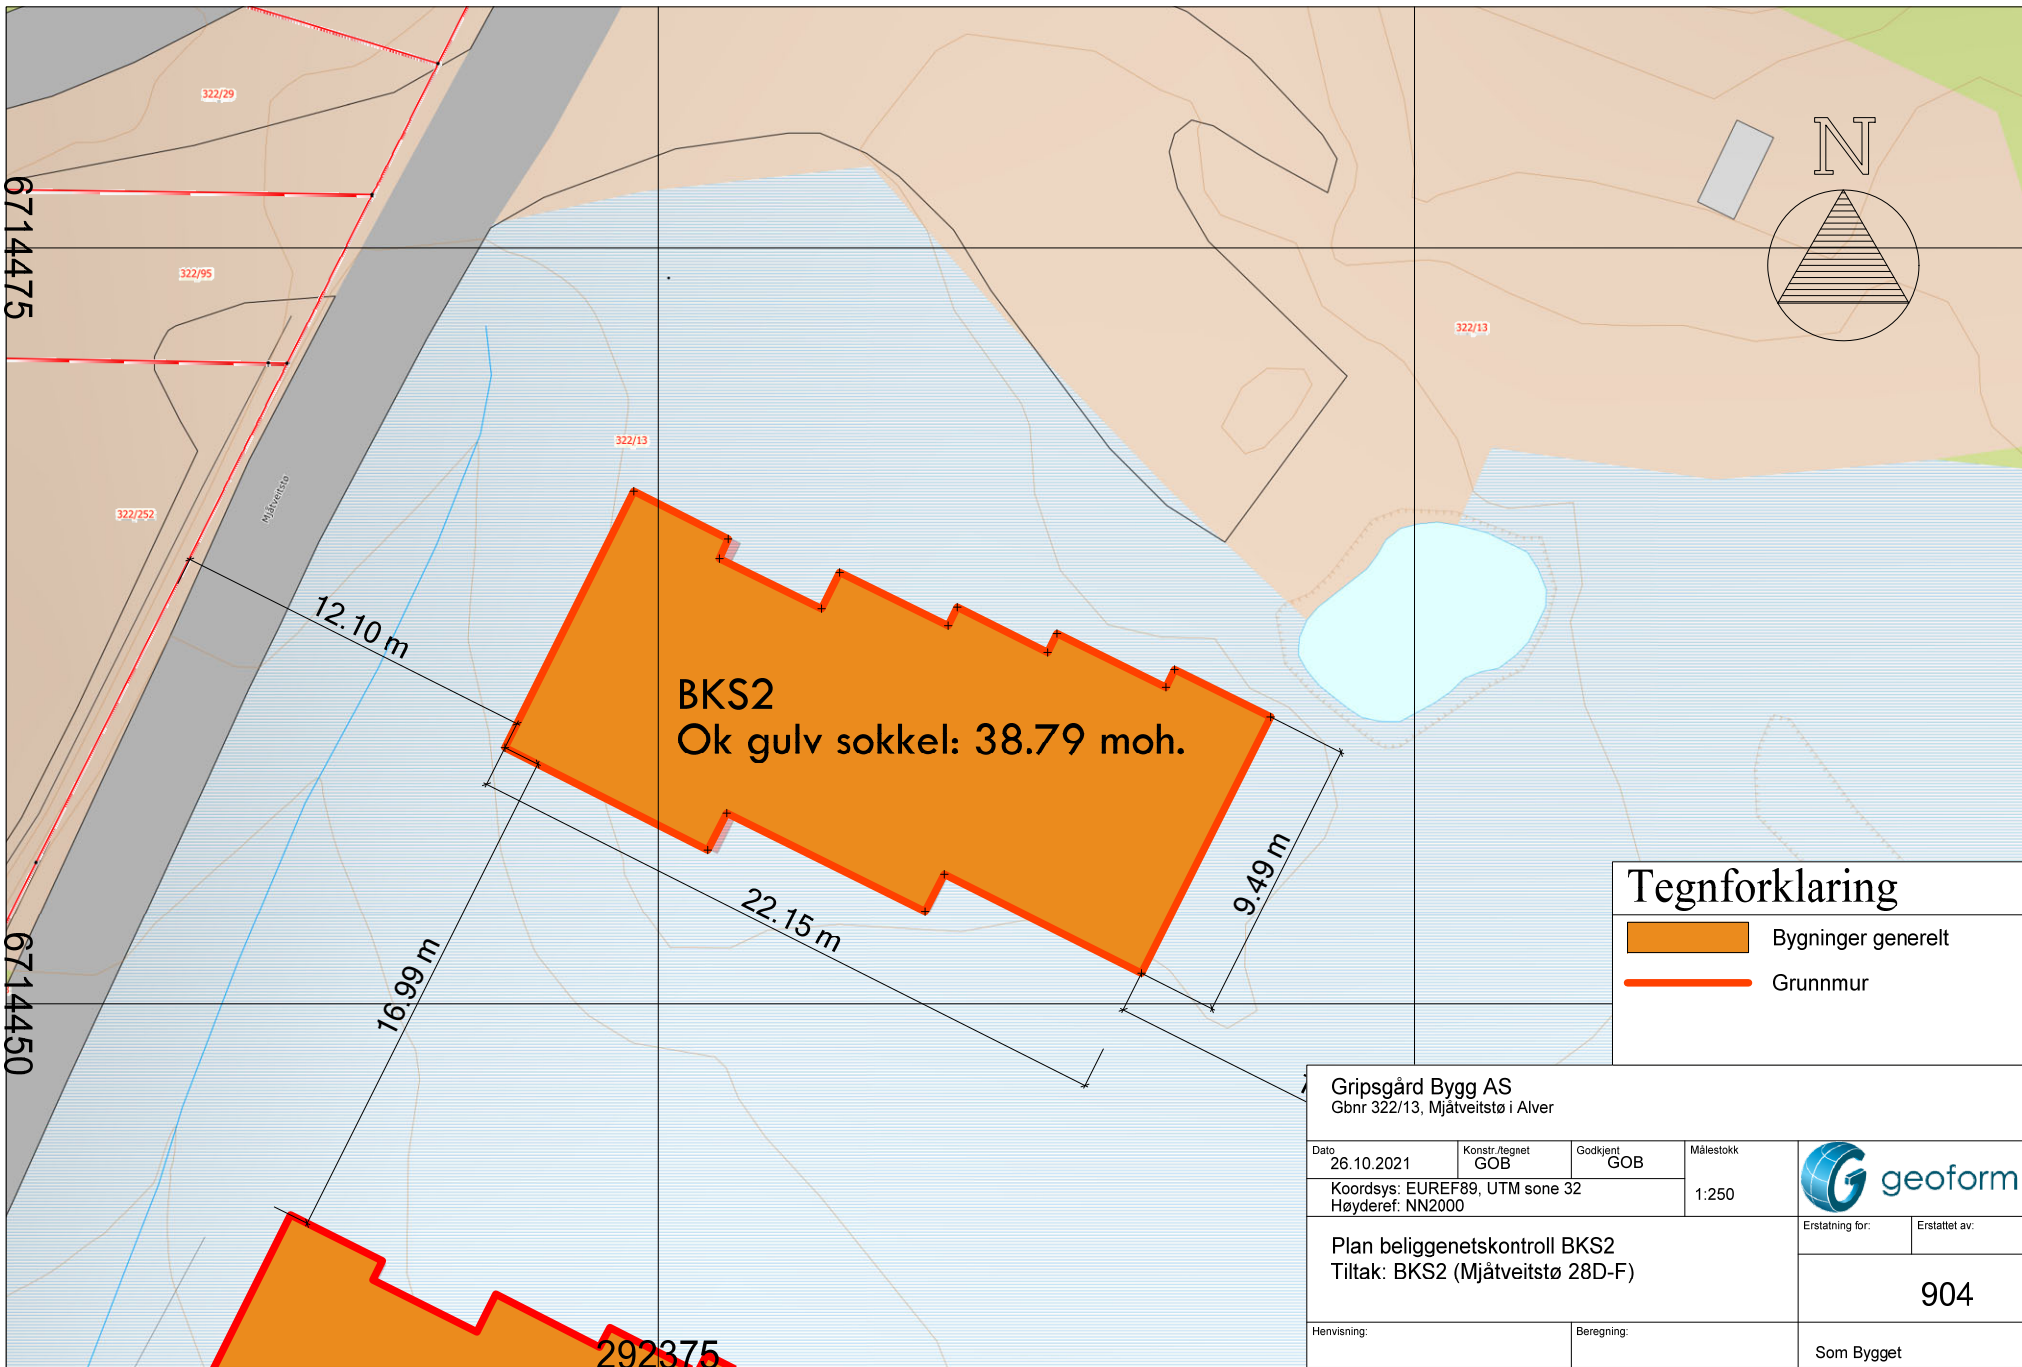 322/29
N
6714475
322/95
322/13
322/13
Mjåtveitstø
322/252
12.10 m
BKS2
Ok gulv sokkel: 38.79 moh.
9.49 m
22.15 m
16.99 m
6714450
Tegnforklaring
Bygninger generelt
Grunnmur
Gripsgård Bygg AS
Gbnr 322/13, Mjåtveitstø i Alver
Dato
26.10.2021
Konstr./tegnet
GOB
Godkjent
GOB
Målestokk
1:250
Koordsys: EUREF89, UTM sone 32
Høyderef: NN2000
geoform
Plan beliggenetskontroll BKS2
Tiltak: BKS2 (Mjåtveitstø 28D-F)
Erstatning for:
Erstattet av:
904
Henvisning:
Beregning:
Som Bygget
292375